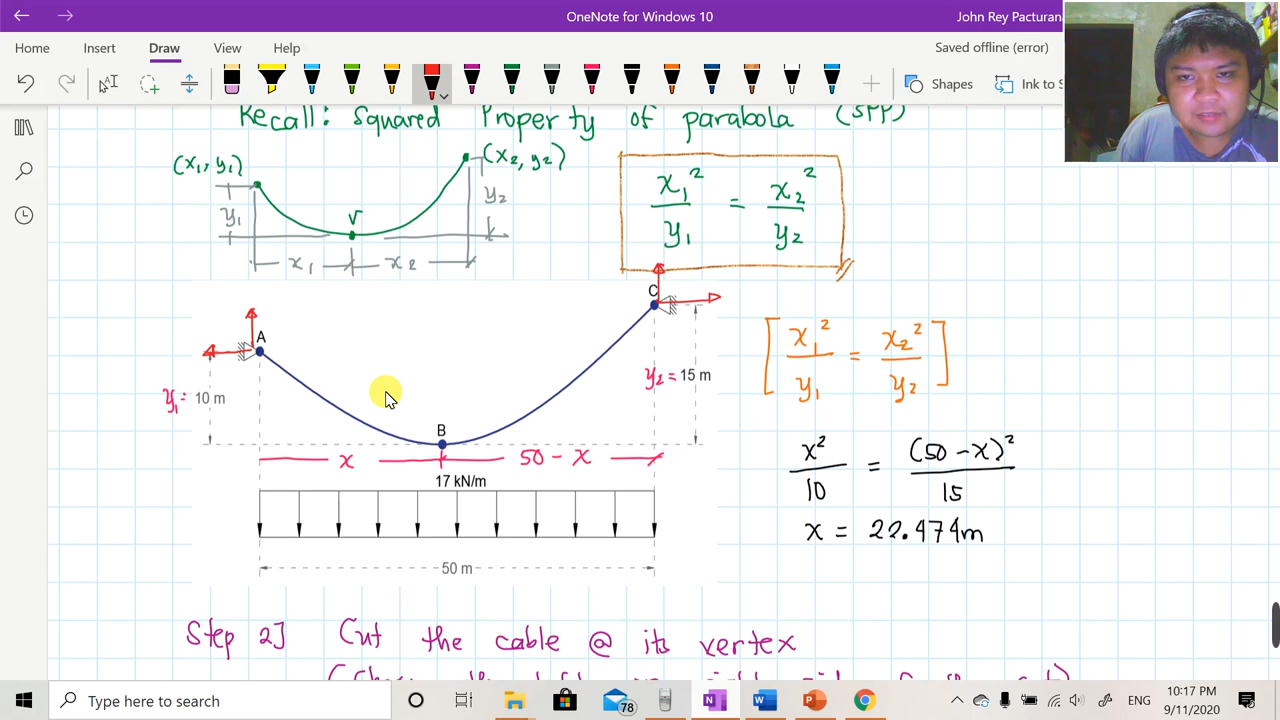 OneNote for Windows 10
John Rey Pacturan
Home Insert Draw View Help
Saved offline (error)
Shapes
Ink to S
Recall: Squared Property of parabola (SPP)
(x₁, y₁)
(x₂, y₂)
V
y₁
y₂
x₁
x₂
x₁² / y₁ = x₂² / y₂
A
C
B
y₁ = 10 m
y₂ = 15 m
x
50 - x
17 kN/m
50 m
[ x₁² / y₁ = x₂² / y₂ ]
x² / 10 = (50 - x)² / 15
x = 22.474m
Step 2] Cut the cable @ its vertex
Type here to search
78
ENG
10:17 PM
9/11/2020